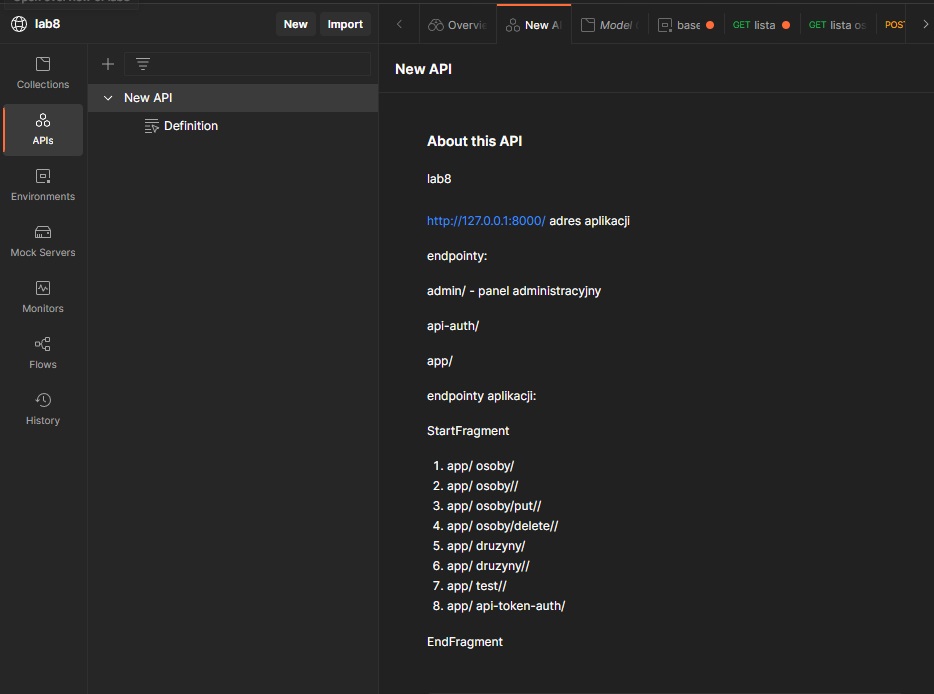 lab8
New
Import
Overvie
New A
Model
base
GET lista
GET lista os
POST
Collections
APIs
Environments
Mock Servers
Monitors
Flows
History
New API
Definition
New API
About this API
lab8
http://127.0.0.1:8000/ adres aplikacji
endpointy:
admin/ - panel administracyjny
api-auth/
app/
endpointy aplikacji:
StartFragment
1. app/ osoby/
2. app/ osoby//
3. app/ osoby/put//
4. app/ osoby/delete//
5. app/ druzyny/
6. app/ druzyny//
7. app/ test//
8. app/ api-token-auth/
EndFragment